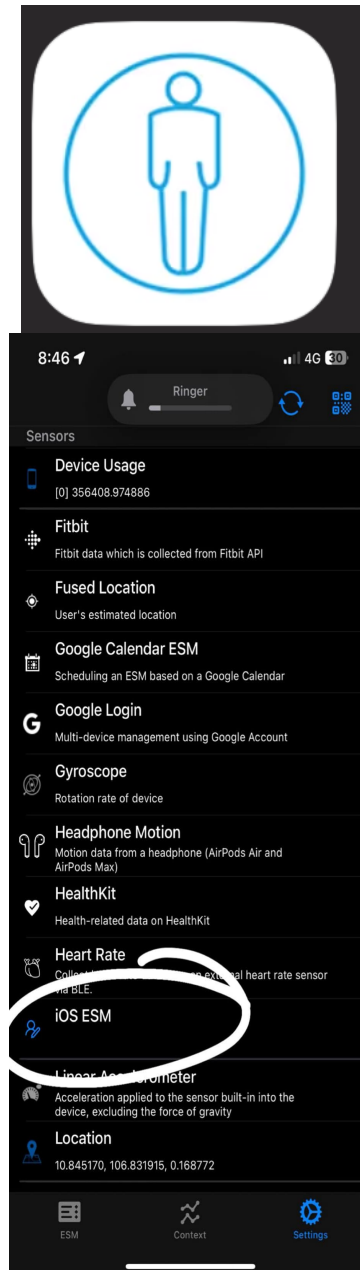 8:46
4G 30
Ringer
Sensors
Device Usage
[0] 356408.974886
Fitbit
Fitbit data which is collected from Fitbit API
Fused Location
User's estimated location
Google Calendar ESM
Scheduling an ESM based on a Google Calendar
Google Login
Multi-device management using Google Account
Gyroscope
Rotation rate of device
Headphone Motion
Motion data from a headphone (AirPods Air and
AirPods Max)
HealthKit
Health-related data on HealthKit
Heart Rate
external heart rate sensor
via BLE.
iOS ESM
Linear Accelerometer
Acceleration applied to the sensor built-in into the
device, excluding the force of gravity
Location
10.845170, 106.831915, 0.168772
ESM
Context
Settings